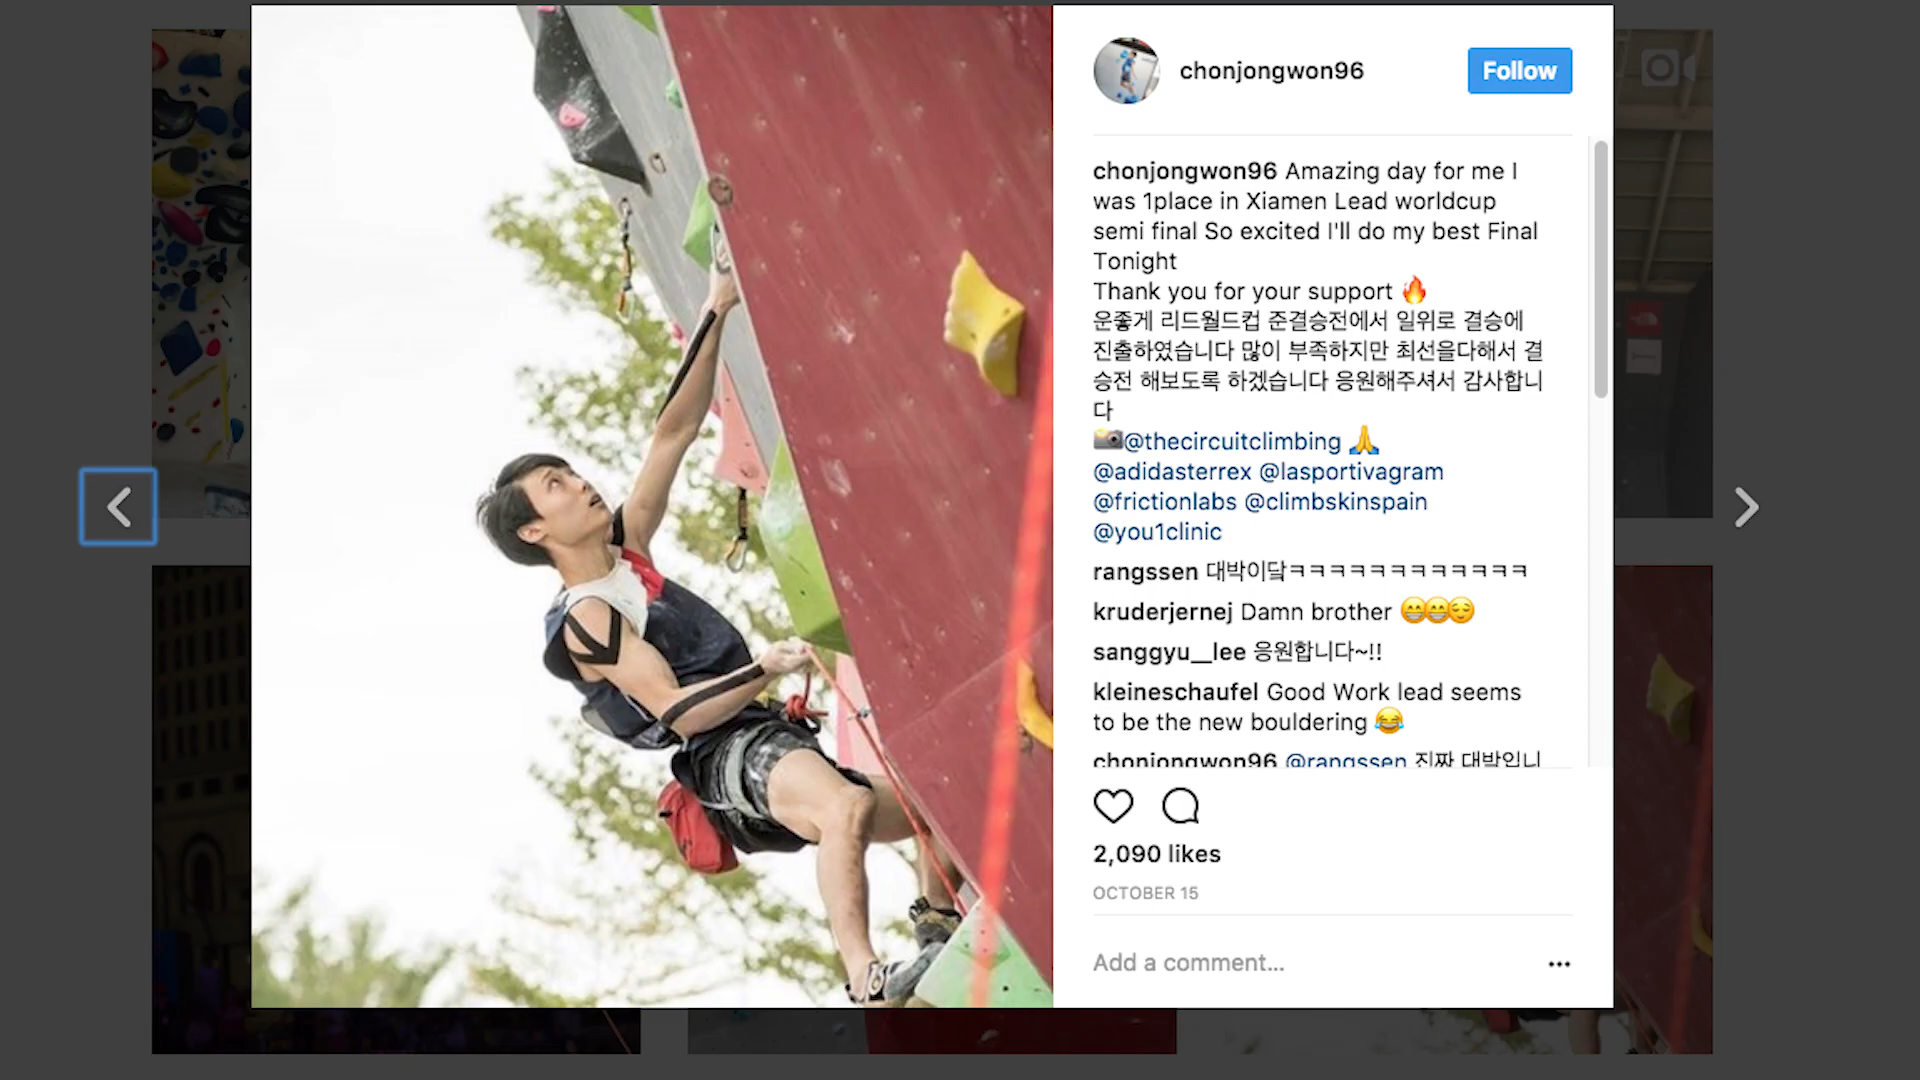 chonjongwon96
Follow
chonjongwon96 Amazing day for me I
was 1place in Xiamen Lead worldcup
semi final So excited I'll do my best Final
Tonight
Thank you for your support 🔥
운좋게 리드월드컵 준결승전에서 일위로 결승에
진출하였습니다 많이 부족하지만 최선을다해서 결
승전 해보도록 하겠습니다 응원해주셔서 감사합니
다
📷@thecircuitclimbing 🙏
@adidasterrex @lasportivagram
@frictionlabs @climbskinspain
@you1clinic
rangssen 대박이닼ㅋㅋㅋㅋㅋㅋㅋㅋㅋㅋㅋㅋ
kruderjernej Damn brother 😁😁😌
sanggyu__lee 응원합니다~!!
kleineschaufel Good Work lead seems
to be the new bouldering 😂
chonjongwon96 @rangssen 진짜 대박입니
2,090 likes
OCTOBER 15
Add a comment...